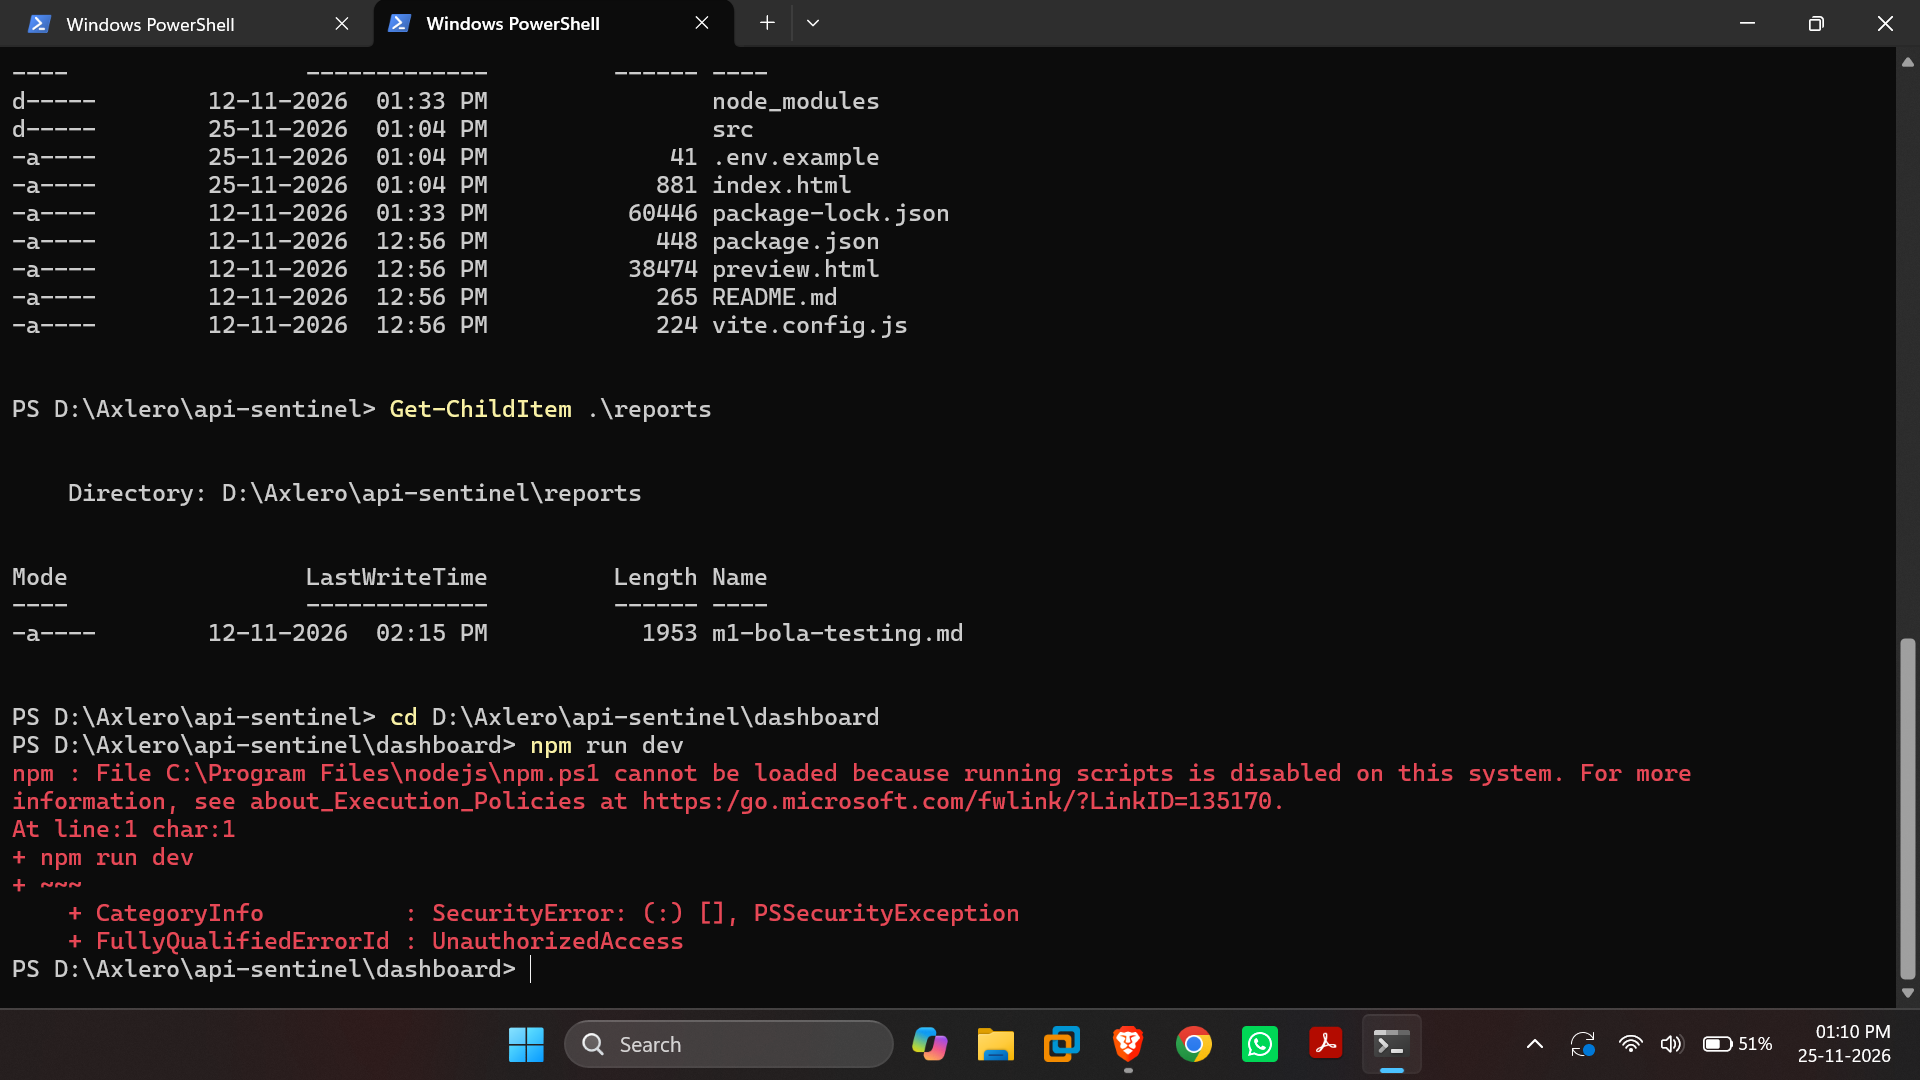 Windows PowerShell
Windows PowerShell
----                 -------------         ------ ----
d-----        12-11-2026  01:33 PM                node_modules
d-----        25-11-2026  01:04 PM                src
-a----        25-11-2026  01:04 PM             41 .env.example
-a----        25-11-2026  01:04 PM            881 index.html
-a----        12-11-2026  01:33 PM          60446 package-lock.json
-a----        12-11-2026  12:56 PM            448 package.json
-a----        12-11-2026  12:56 PM          38474 preview.html
-a----        12-11-2026  12:56 PM            265 README.md
-a----        12-11-2026  12:56 PM            224 vite.config.js
PS D:\Axlero\api-sentinel> Get-ChildItem .\reports
    Directory: D:\Axlero\api-sentinel\reports
Mode                 LastWriteTime         Length Name
----                 -------------         ------ ----
-a----        12-11-2026  02:15 PM           1953 m1-bola-testing.md
PS D:\Axlero\api-sentinel> cd D:\Axlero\api-sentinel\dashboard
PS D:\Axlero\api-sentinel\dashboard> npm run dev
npm : File C:\Program Files\nodejs\npm.ps1 cannot be loaded because running scripts is disabled on this system. For more
information, see about_Execution_Policies at https:/go.microsoft.com/fwlink/?LinkID=135170.
At line:1 char:1
+ npm run dev
+ ~~~
    + CategoryInfo          : SecurityError: (:) [], PSSecurityException
    + FullyQualifiedErrorId : UnauthorizedAccess
PS D:\Axlero\api-sentinel\dashboard>
Search
51%
01:10 PM
25-11-2026